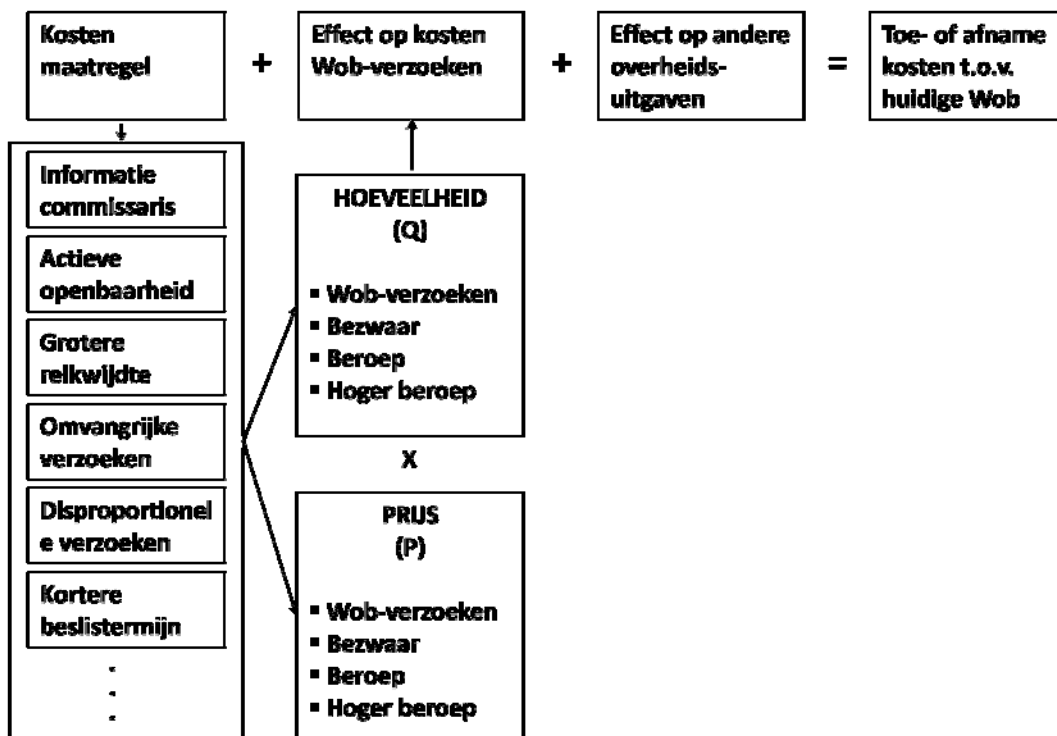 Kosten
maatregel
+
Effect op kosten
Wob-verzoeken
+
Effect op andere
overheids-
uitgaven
=
Toe- of afname
kosten t.o.v.
huidige Wob
Informatie
commissaris
Actieve
openbaarheid
Grotere
reikwijdte
Omvangrijke
verzoeken
Disproportionel
e verzoeken
Kortere
beslistermijn
.
.
.
HOEVEELHEID
(Q)
▪ Wob-verzoeken
▪ Bezwaar
▪ Beroep
▪ Hoger beroep
X
PRIJS
(P)
▪ Wob-verzoeken
▪ Bezwaar
▪ Beroep
▪ Hoger beroep